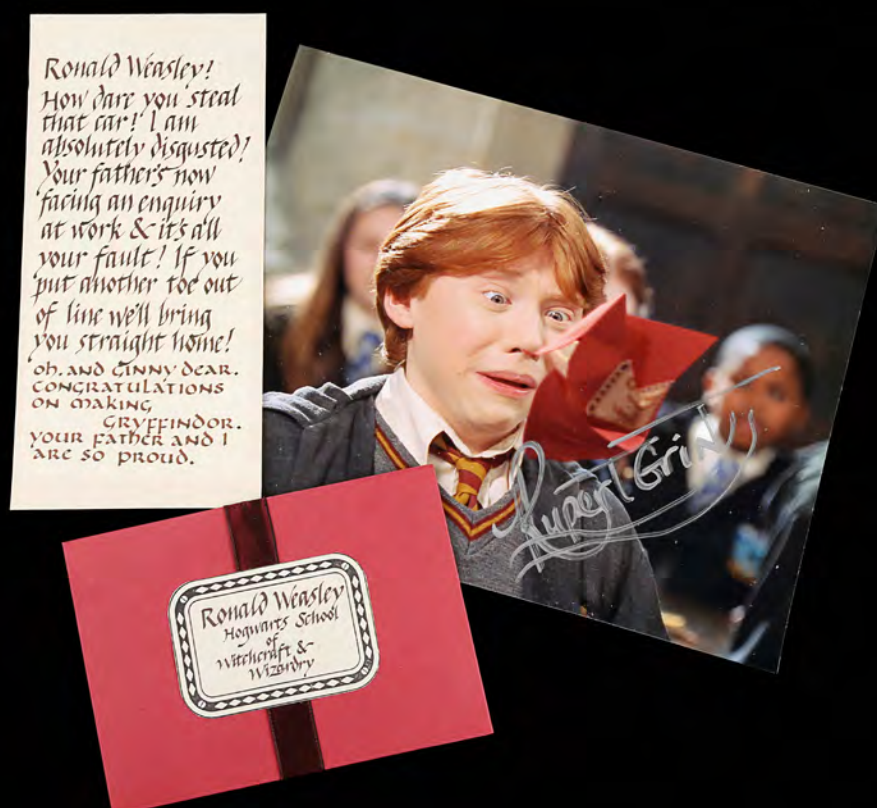 Ronald Weasley!
How dare you steal
that car! I am
absolutely disgusted!
Your father's now
facing an enquiry
at work & it's all
your fault! If you
put another toe out
of line we'll bring
you straight home!
oh, and Ginny dear.
CONGRATULATIONS
ON MAKING
GRYFFINDOR.
YOUR FATHER AND I
ARE SO PROUD.
Rupert Grint
Ronald Weasley
Hogwarts School
of
Witchcraft &
Wizardry